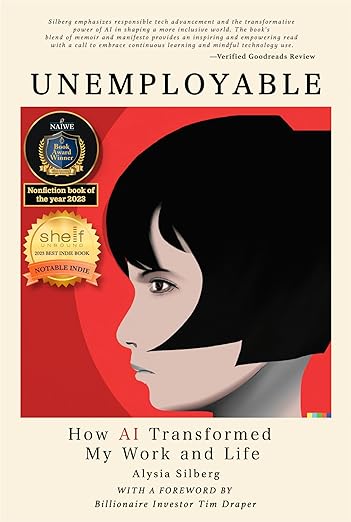 Silberg emphasizes responsible tech advancement and the transformative
power of AI in shaping a more inclusive world. The book's
blend of memoir and manifesto provides an inspiring and empowering read
with a call to embrace continuous learning and mindful technology use.
—Verified Goodreads Review
UNEMPLOYABLE
NAIWE
Book Award
Winner
Nonfiction book of
the year 2023
shelf
UNBOUND
2023 BEST INDIE BOOK
NOTABLE INDIE
How AI Transformed
My Work and Life
Alysia Silberg
WITH A FOREWORD BY
Billionaire Investor Tim Draper